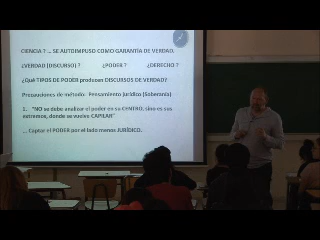 CIENCIA ? ... SE AUTOIMPUSO COMO GARANTÍA DE VERDAD.
¿VERDAD (DISCURSO) ? ¿PODER ? ¿DERECHO ?
¿Qué TIPOS DE PODER producen DISCURSOS DE VERDAD?
Precauciones de método- Pensamiento jurídico (Soberanía)
1. "NO se debe analizar el poder en su CENTRO, sino en sus
extremos, donde se vuelve CAPILAR"
... Captar el PODER por el lado menos JURÍDICO.